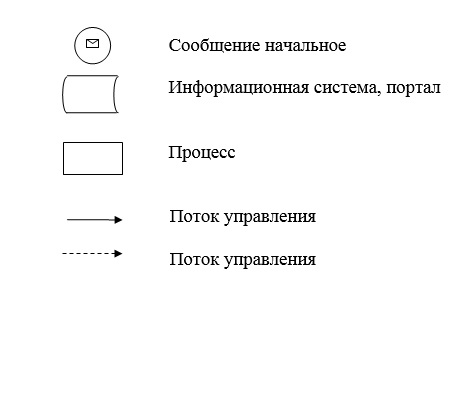 Сообщение начальное
Информационная система, портал
Процесс
Поток управления
Поток управления